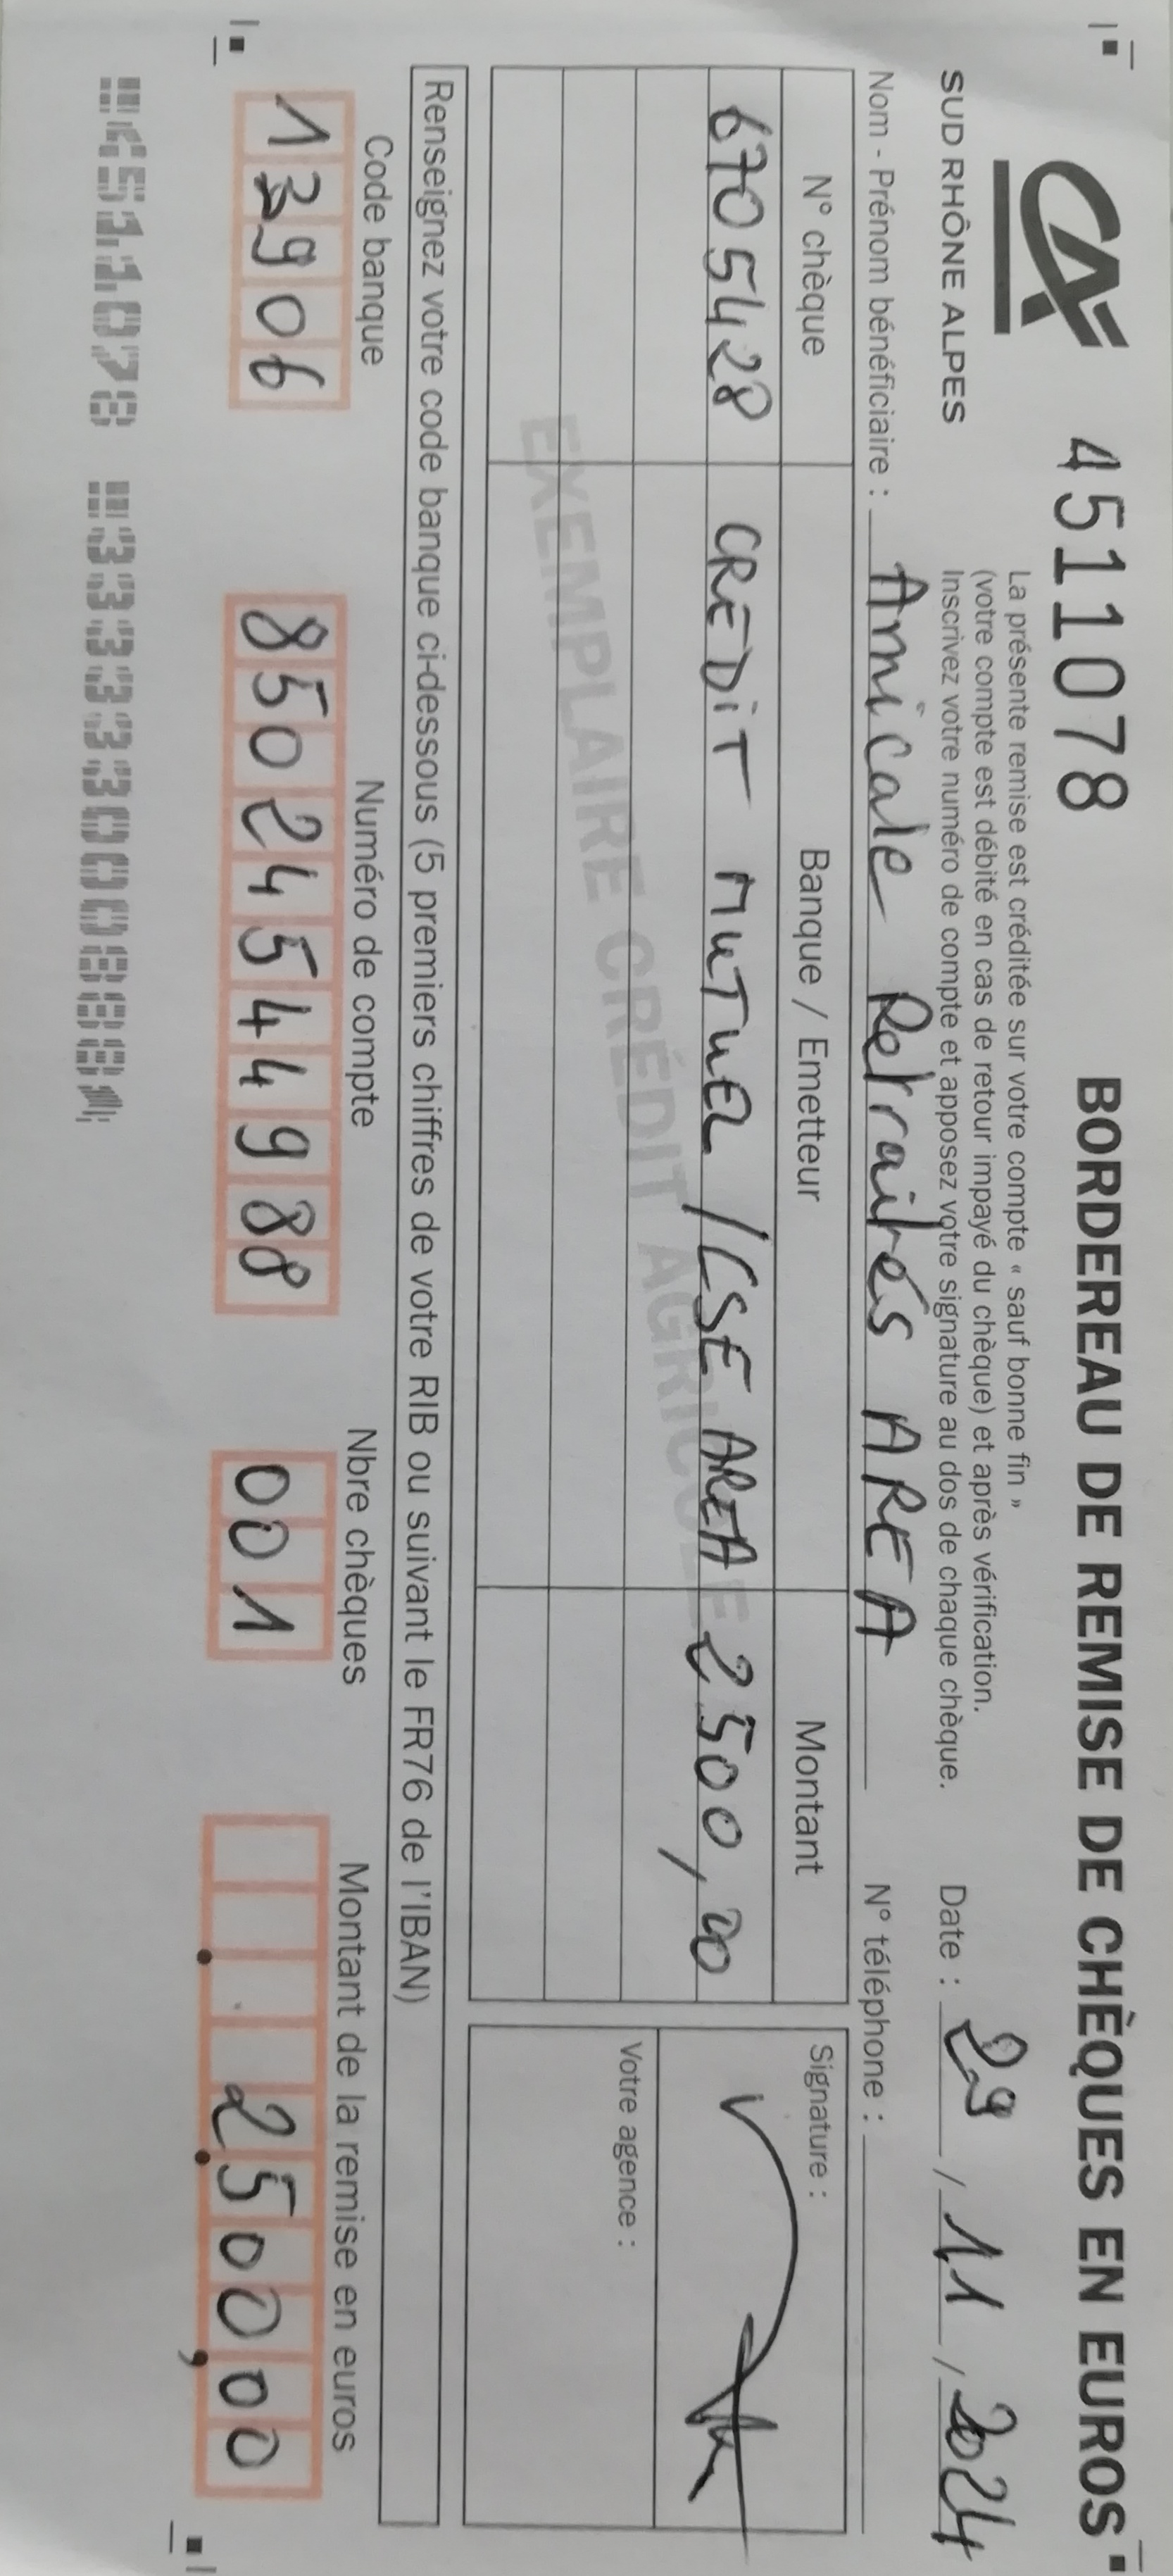 CA 4511078 BORDEREAU DE REMISE DE CHÈQUES EN EUROS
La présente remise est créditée sur votre compte « sauf bonne fin »
(votre compte est débité en cas de retour impayé du chèque) et après vérification.
SUD RHÔNE ALPES Inscrivez votre numéro de compte et apposez votre signature au dos de chaque chèque. Date : 29 / 11 / 2024
Nom - Prénom bénéficiaire : Amicale Retraités AREA N° téléphone :
N° chèque Banque / Emetteur Montant Signature :
6705428 CREDIT MUTUEL / CSE AREA 2500,00
Votre agence :
EXEMPLAIRE CRÉDIT AGRICOLE
Renseignez votre code banque ci-dessous (5 premiers chiffres de votre RIB ou suivant le FR76 de l'IBAN)
Code banque Numéro de compte Nbre chèques Montant de la remise en euros
13906 85024544988 001 2.500,00
4511078 333330008881